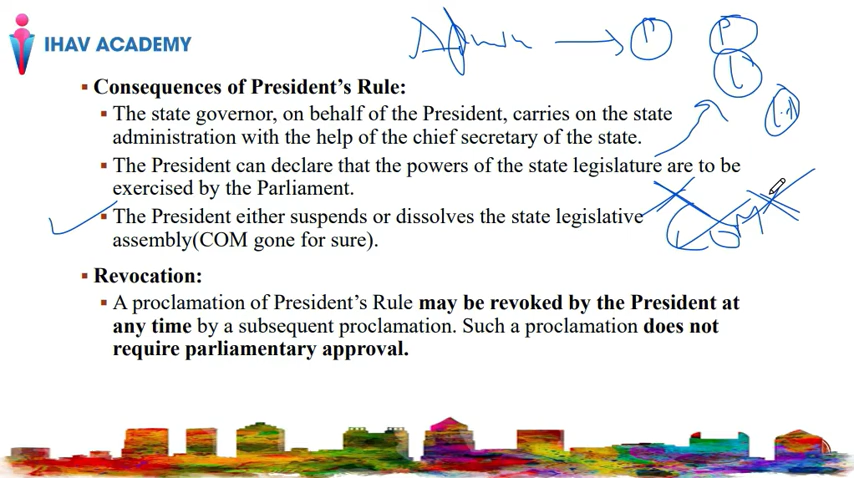 IHAV ACADEMY
▪ Consequences of President's Rule:
▪ The state governor, on behalf of the President, carries on the state
administration with the help of the chief secretary of the state.
▪ The President can declare that the powers of the state legislature are to be
exercised by the Parliament.
▪ The President either suspends or dissolves the state legislative
assembly(COM gone for sure).
COM
▪ Revocation:
▪ A proclamation of President's Rule may be revoked by the President at
any time by a subsequent proclamation. Such a proclamation does not
require parliamentary approval.